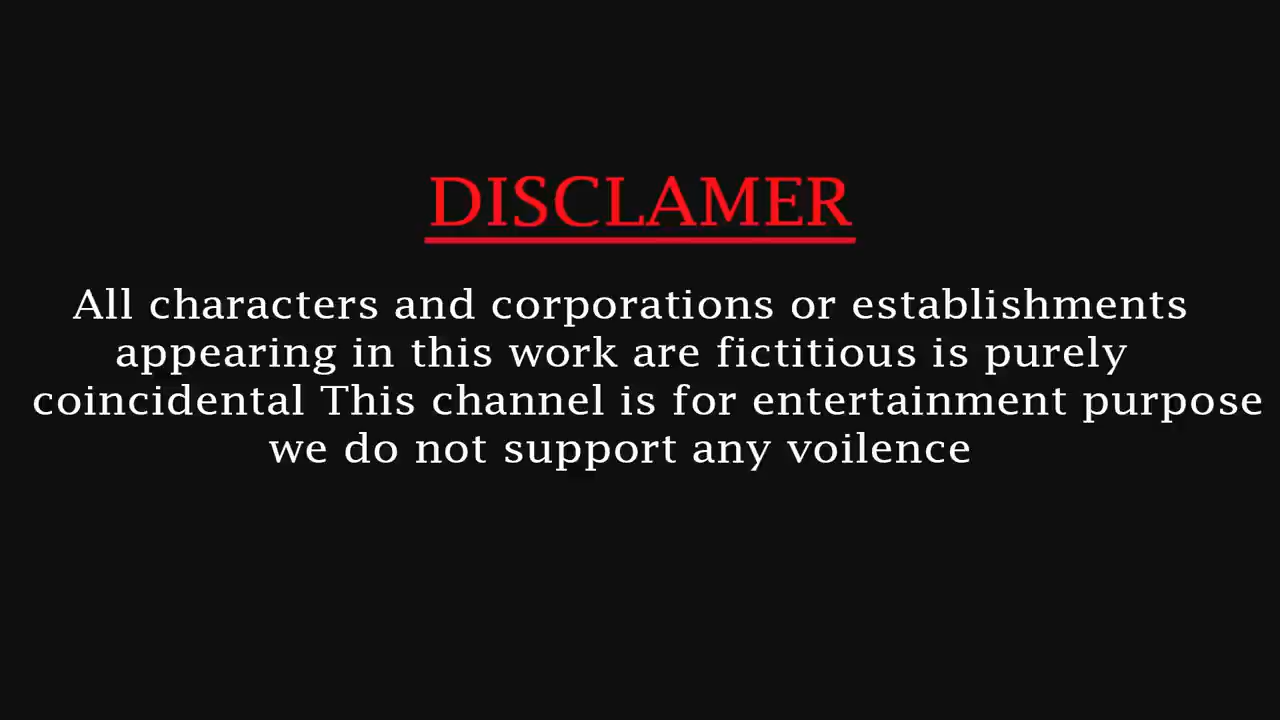 DISCLAMER
All characters and corporations or establishments
appearing in this work are fictitious is purely
coincidental This channel is for entertainment purpose
we do not support any voilence